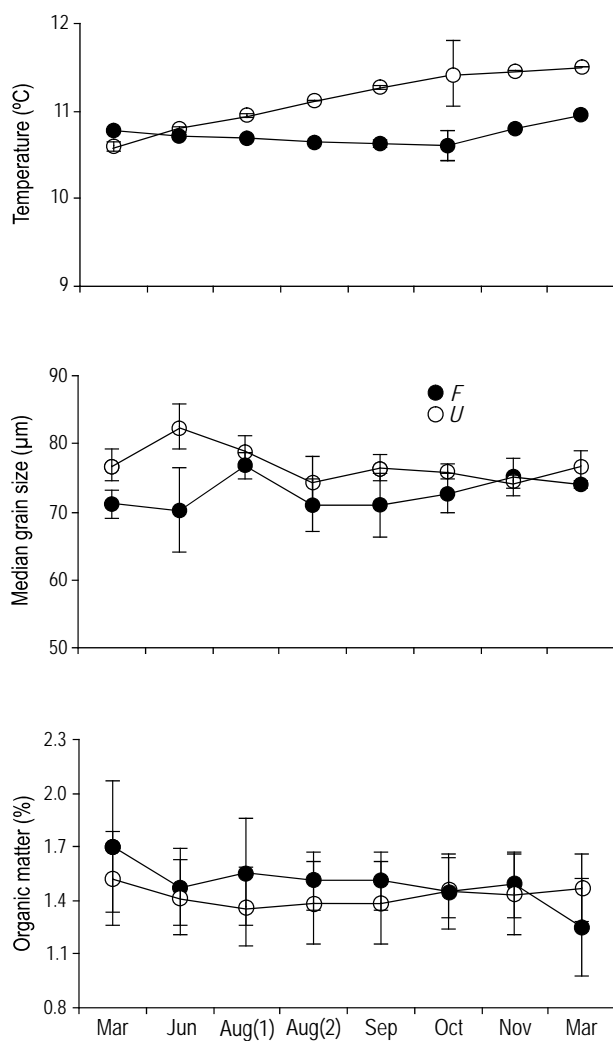 12
11
10
9
Temperature (ºC)
90
80
70
60
50
Median grain size (µm)
F
U
2.3
2.0
1.7
1.4
1.1
0.8
Organic matter (%)
Mar Jun Aug(1) Aug(2) Sep Oct Nov Mar